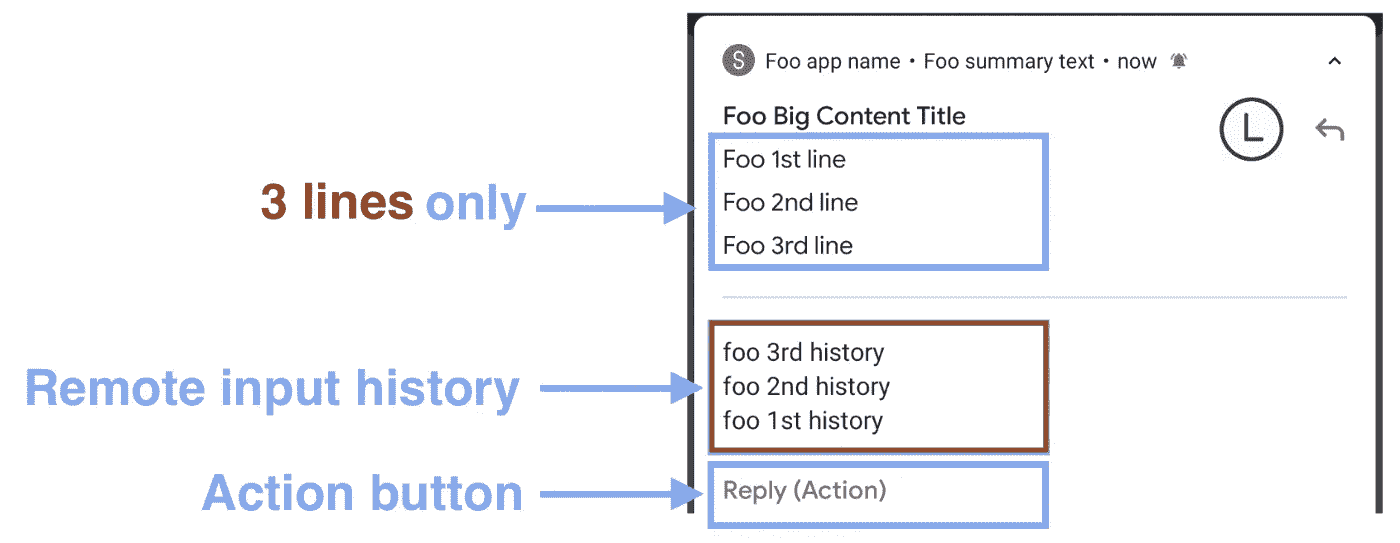 S Foo app name • Foo summary text • now
Foo Big Content Title
L
3 lines only
Foo 1st line
Foo 2nd line
Foo 3rd line
Remote input history
foo 3rd history
foo 2nd history
foo 1st history
Action button
Reply (Action)